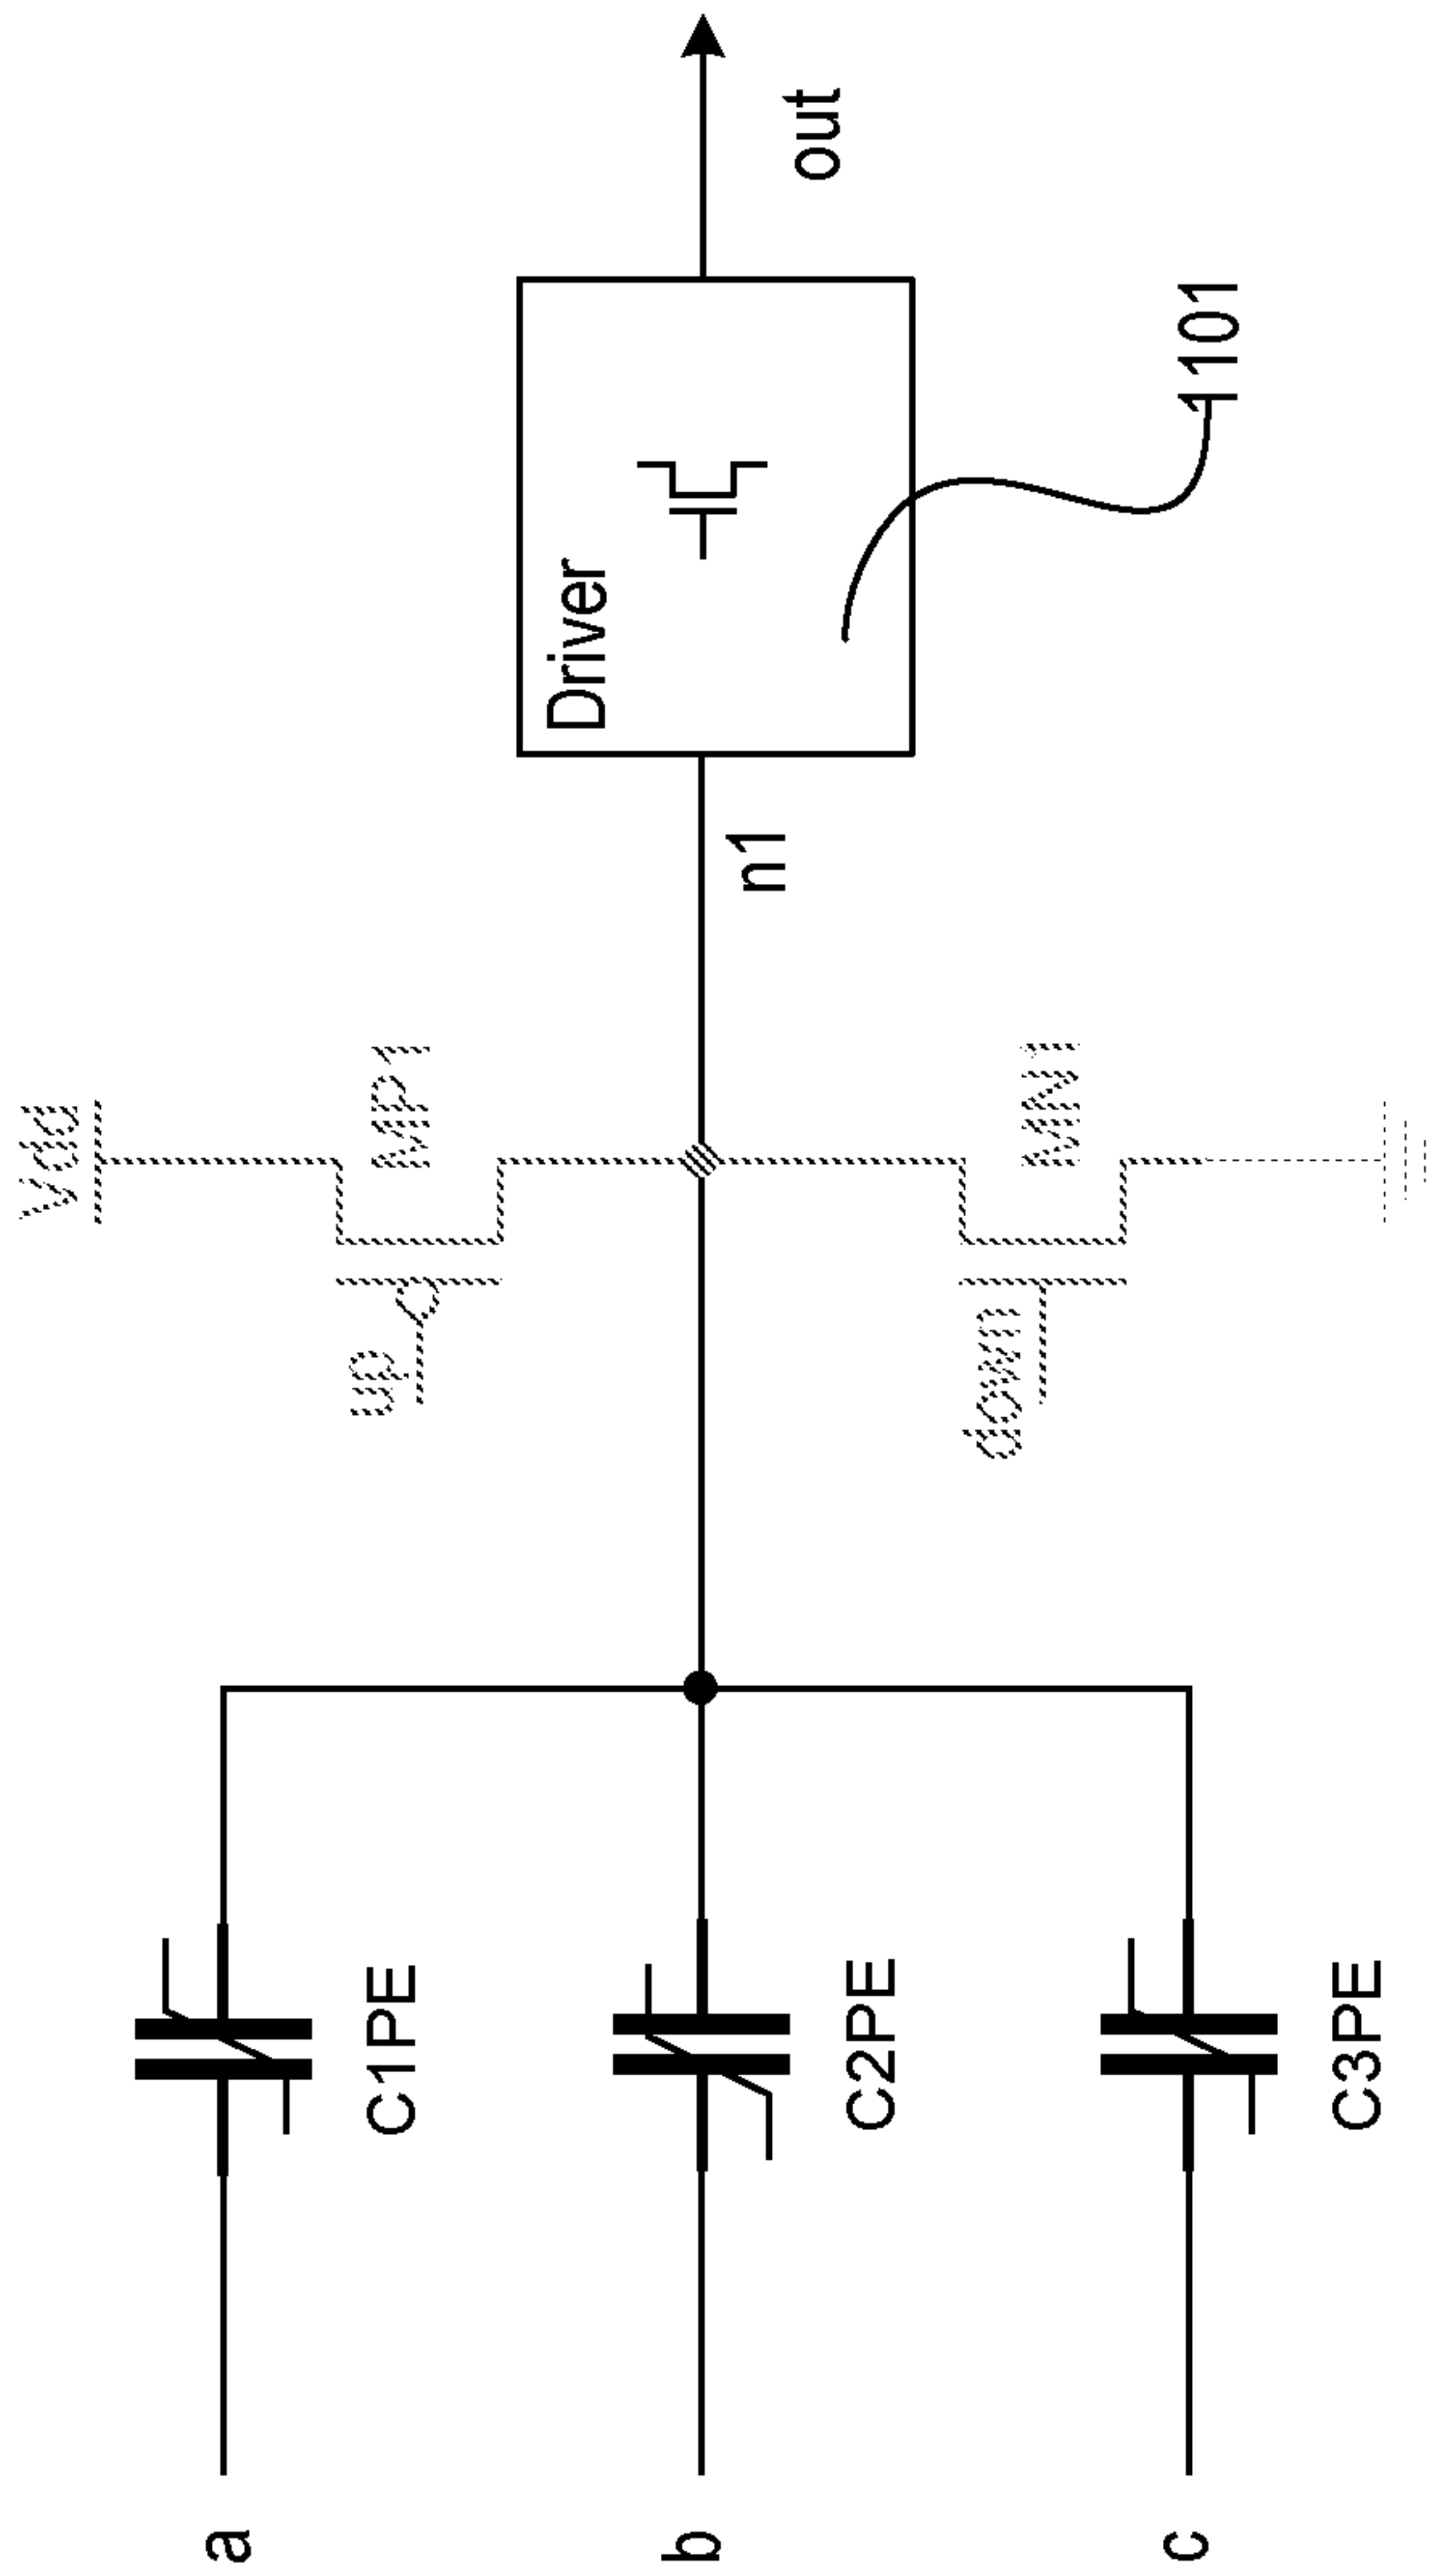 a
b
c
C1PE
C2PE
C3PE
Vdd
up
MP1
down
MN1
n1
Driver
1101
out